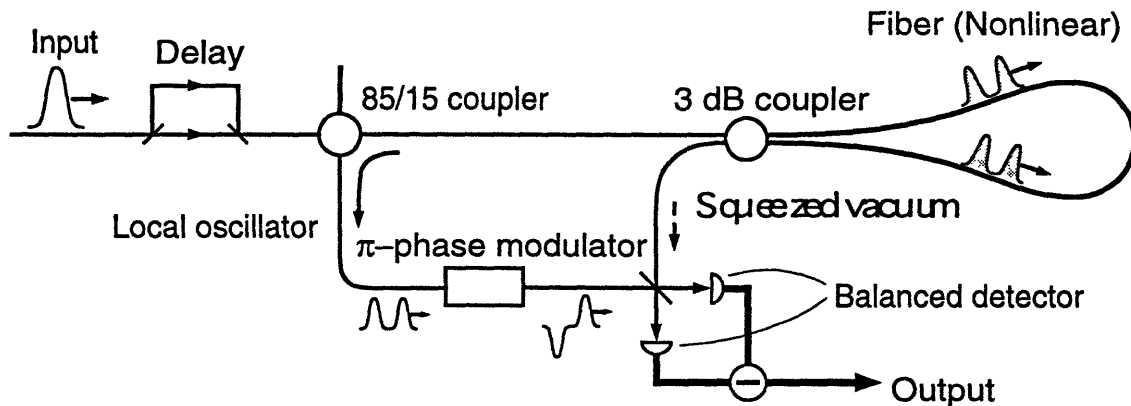 Fiber (Nonlinear)
Input
Delay
85/15 coupler
3 dB coupler
Local oscillator
Squeezed vacuum
π–phase modulator
Balanced detector
−
Output